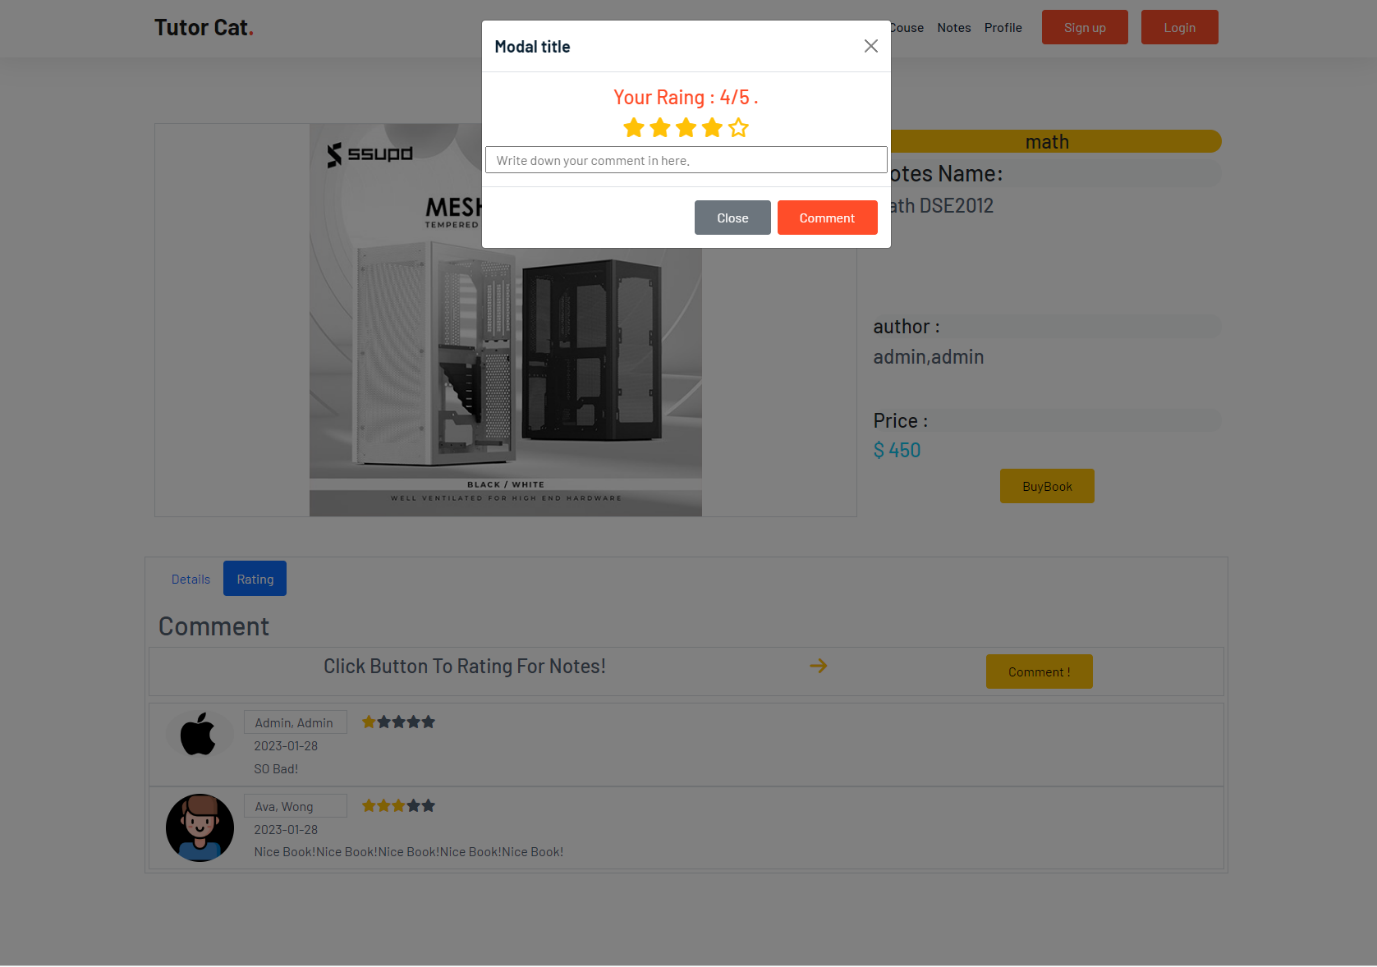 Tutor Cat.
Couse Notes Profile Sign up Login
Modal title
Your Raing : 4/5 .
Write down your comment in here.
Close Comment
ssupd
MESH
TEMPERED
BLACK / WHITE
WELL VENTILATED FOR HIGH END HARDWARE
math
otes Name:
ath DSE2012
author :
admin,admin
Price :
$ 450
BuyBook
Details Rating
Comment
Click Button To Rating For Notes! Comment !
Admin, Admin
2023-01-28
SO Bad!
Ava, Wong
2023-01-28
Nice Book!Nice Book!Nice Book!Nice Book!Nice Book!